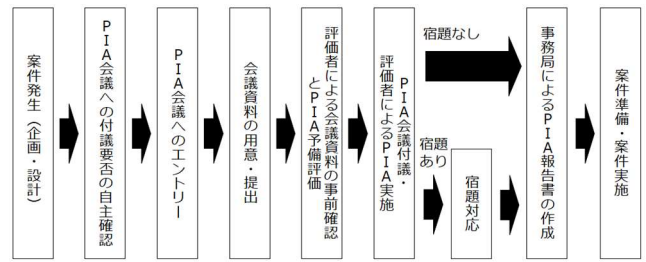 案件発生（企画・設計）
PIA会議への付議要否の自主確認
PIA会議へのエントリー
会議資料の用意・提出
評価者による会議資料の事前確認
とPIA予備評価
PIA会議付議・
評価者によるPIA実施
宿題なし
宿題
あり
宿題対応
事務局によるPIA報告書の作成
案件準備・案件実施